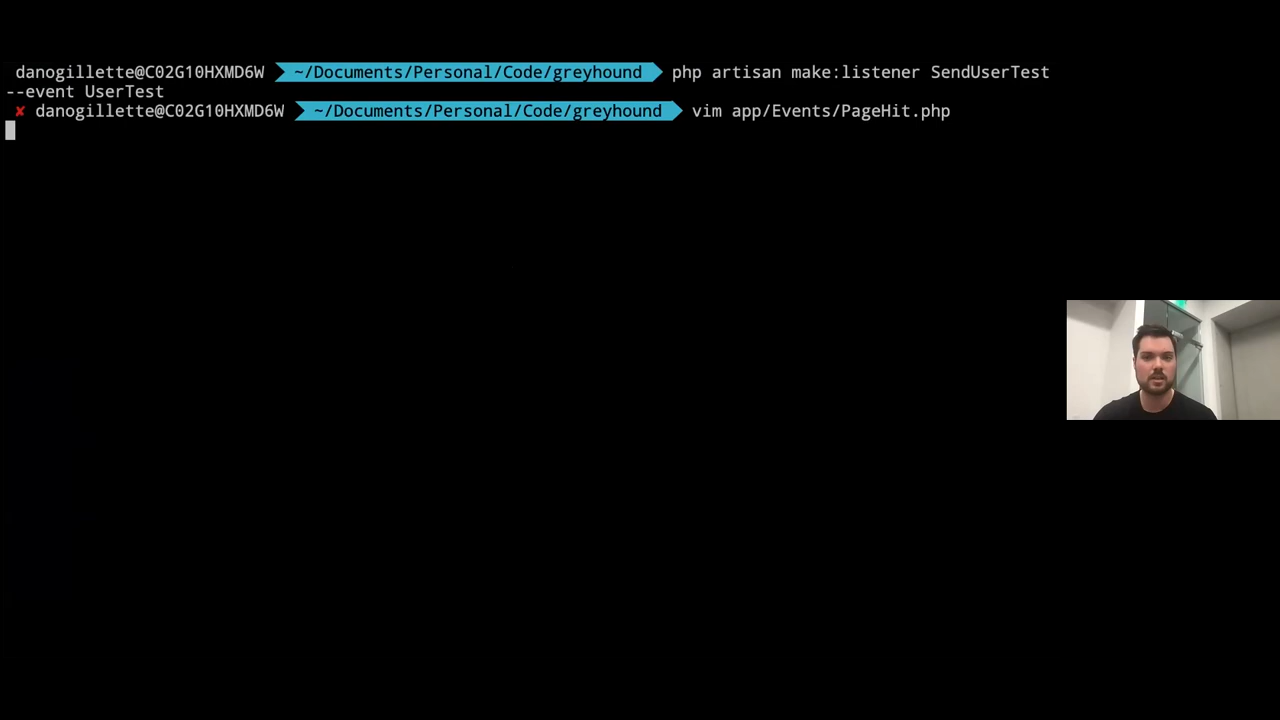 danogillette@C02G10HXMD6W ~/Documents/Personal/Code/greyhound php artisan make:listener SendUserTest
--event UserTest
✘ danogillette@C02G10HXMD6W ~/Documents/Personal/Code/greyhound vim app/Events/PageHit.php